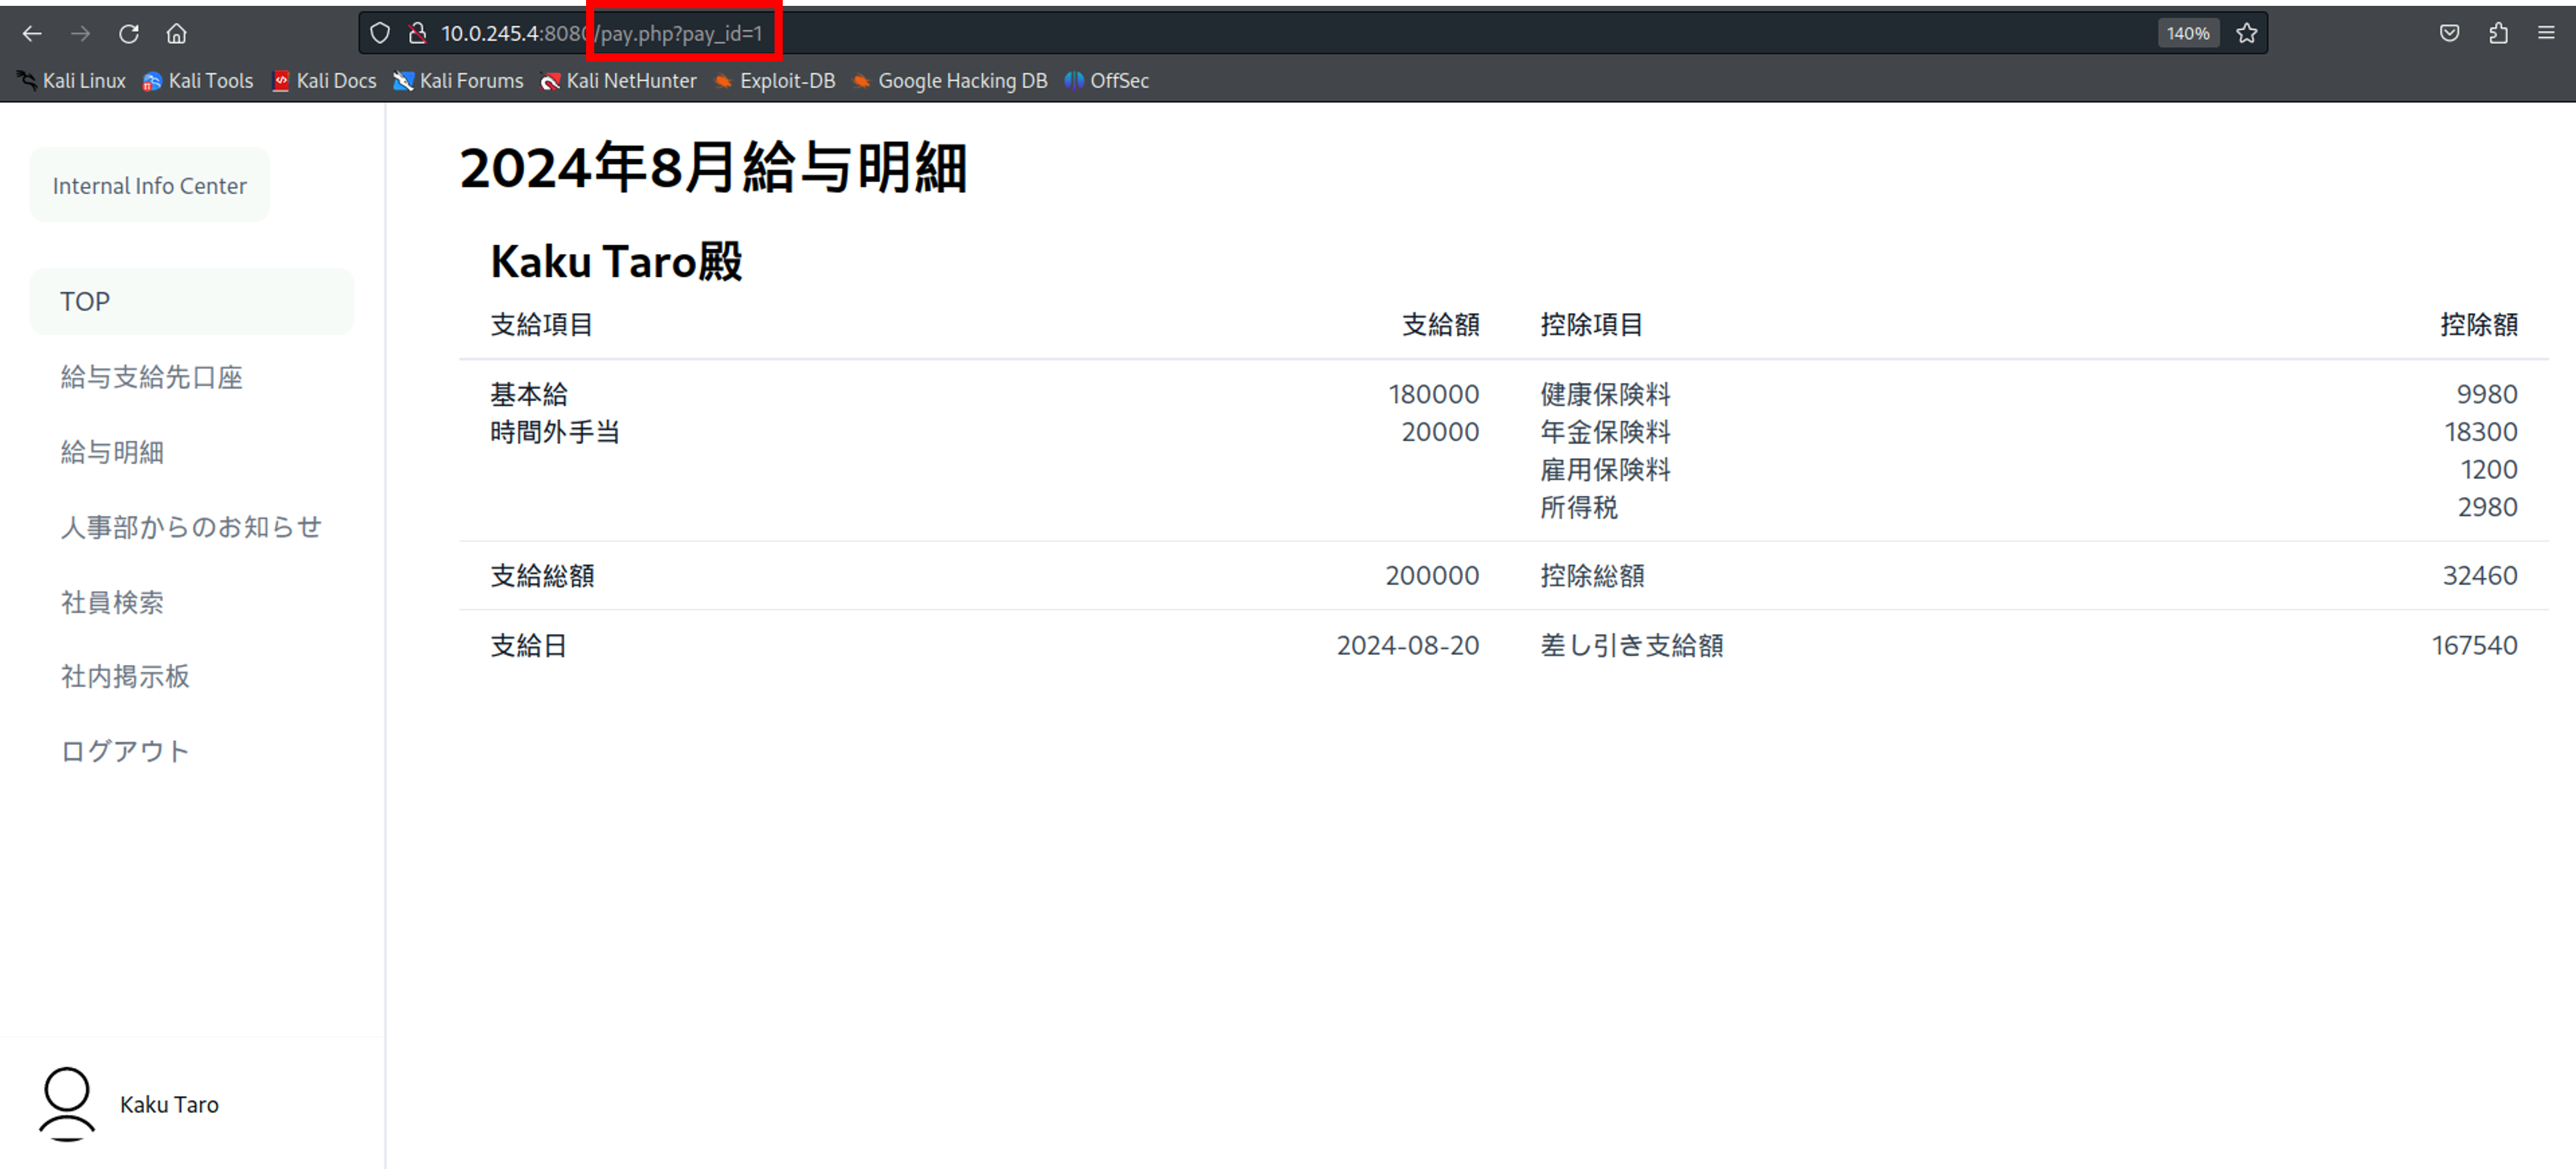 10.0.245.4:8080/pay.php?pay_id=1
140%
Kali Linux Kali Tools Kali Docs Kali Forums Kali NetHunter Exploit-DB Google Hacking DB OffSec
Internal Info Center
TOP
給与支給先口座
給与明細
人事部からのお知らせ
社員検索
社内掲示板
ログアウト
Kaku Taro
2024年8月給与明細
Kaku Taro殿
支給項目 支給額 控除項目 控除額
基本給 180000 健康保険料 9980
時間外手当 20000 年金保険料 18300
雇用保険料 1200
所得税 2980
支給総額 200000 控除総額 32460
支給日 2024-08-20 差し引き支給額 167540